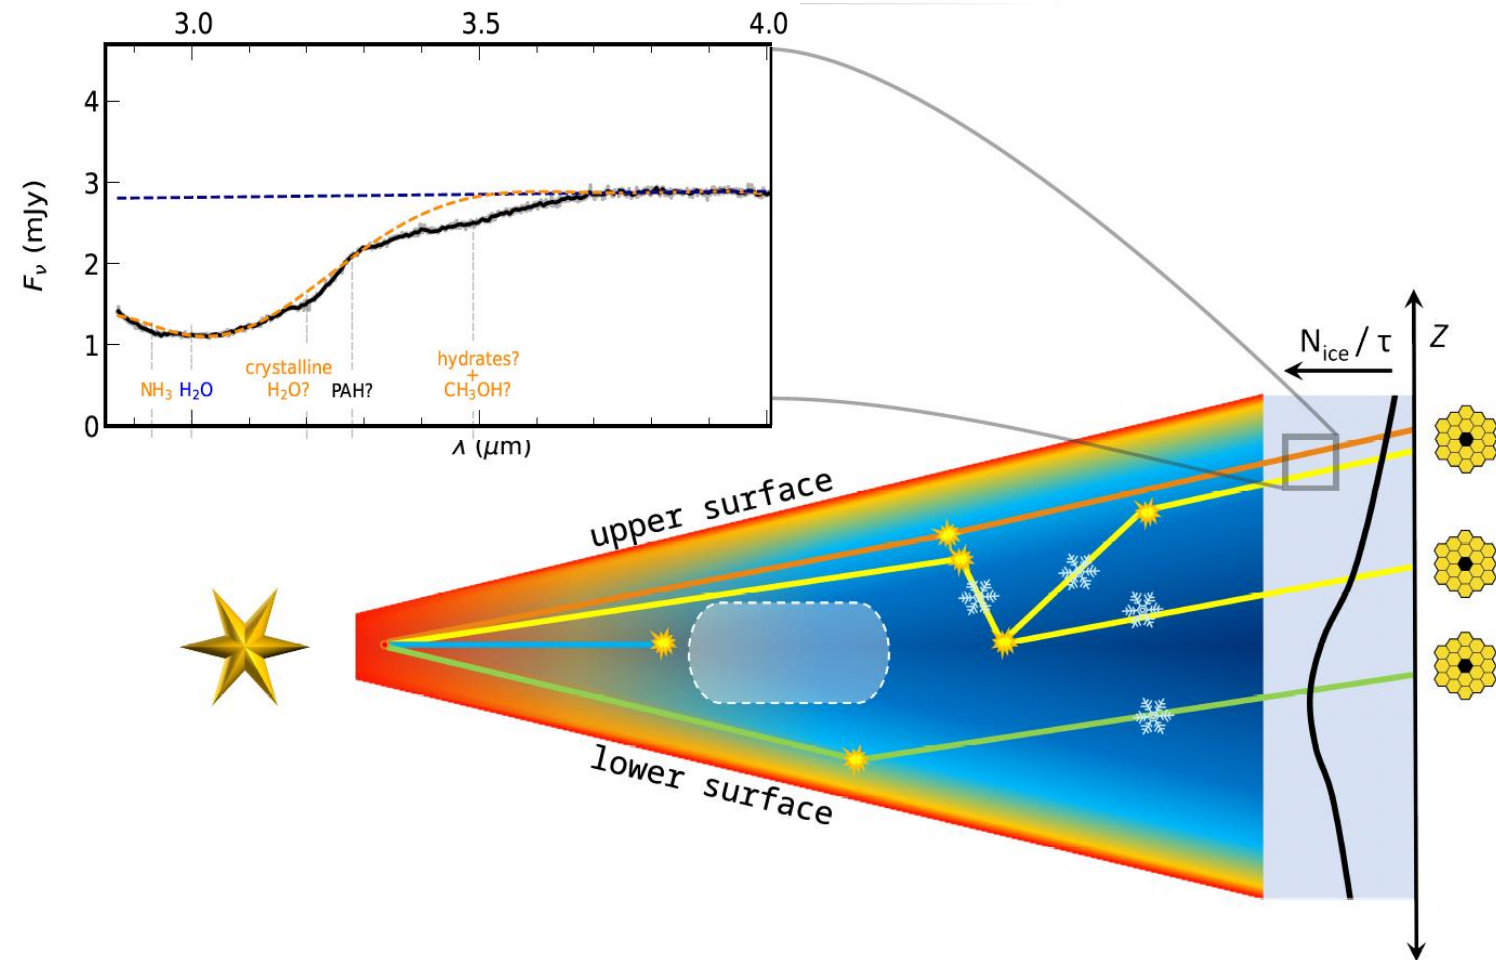 3.0 3.5 4.0
4
3
2
1
0
Fν (mJy)
NH3 H2O
crystalline
H2O?
PAH?
hydrates?
+
CH3OH?
λ (μm)
Nice / τ
Z
upper surface
lower surface